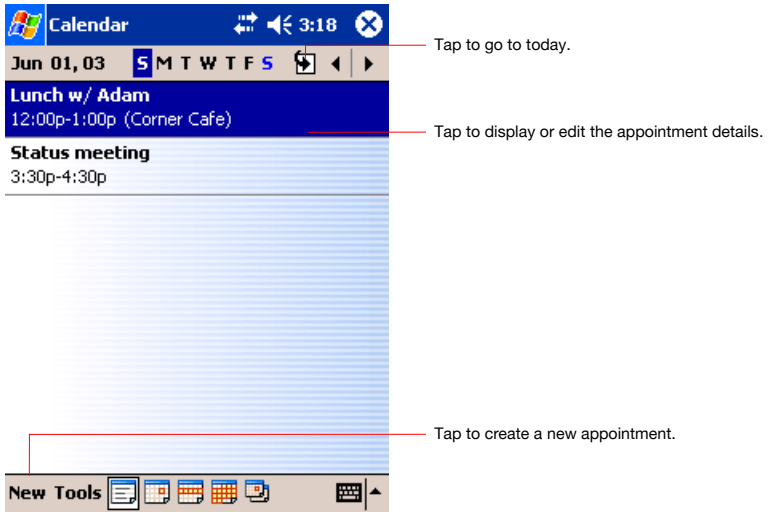 Calendar 3:18
Tap to go to today.
Jun 01, 03 S M T W T F S
Lunch w/ Adam
12:00p-1:00p (Corner Cafe)
Tap to display or edit the appointment details.
Status meeting
3:30p-4:30p
Tap to create a new appointment.
New Tools